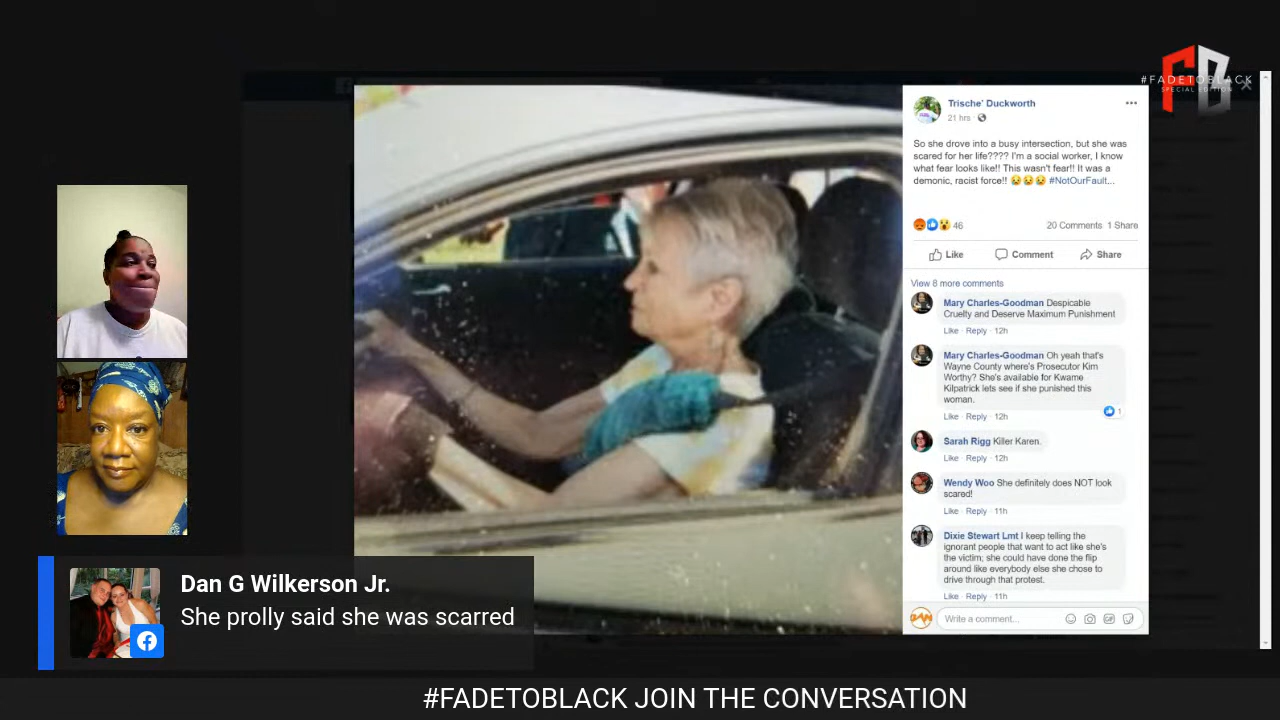 #FADETOBLACK
SPECIAL EDITION
Trische' Duckworth
21 hrs
So she drove into a busy intersection, but she was
scared for her life???? I'm a social worker, I know
what fear looks like!! This wasn't fear!! It was a
demonic, racist force!! 😥😥😥 #NotOurFault...
46
20 Comments 1 Share
Like Comment Share
View 8 more comments
Mary Charles-Goodman Despicable
Cruelty and Deserve Maximum Punishment
Like · Reply · 12h
Mary Charles-Goodman Oh yeah that's
Wayne County where's Prosecutor Kim
Worthy? She's available for Kwame
Kilpatrick lets see if she punished this
woman.
1
Like · Reply · 12h
Sarah Rigg Killer Karen.
Like · Reply · 12h
Wendy Woo She definitely does NOT look
scared!
Like · Reply · 11h
Dixie Stewart Lmt I keep telling the
ignorant people that want to act like she's
the victim; she could have done the flip
around like everybody else she chose to
drive through that protest.
Like · Reply · 11h
Write a comment...
GIF
Dan G Wilkerson Jr.
She prolly said she was scarred
#FADETOBLACK JOIN THE CONVERSATION